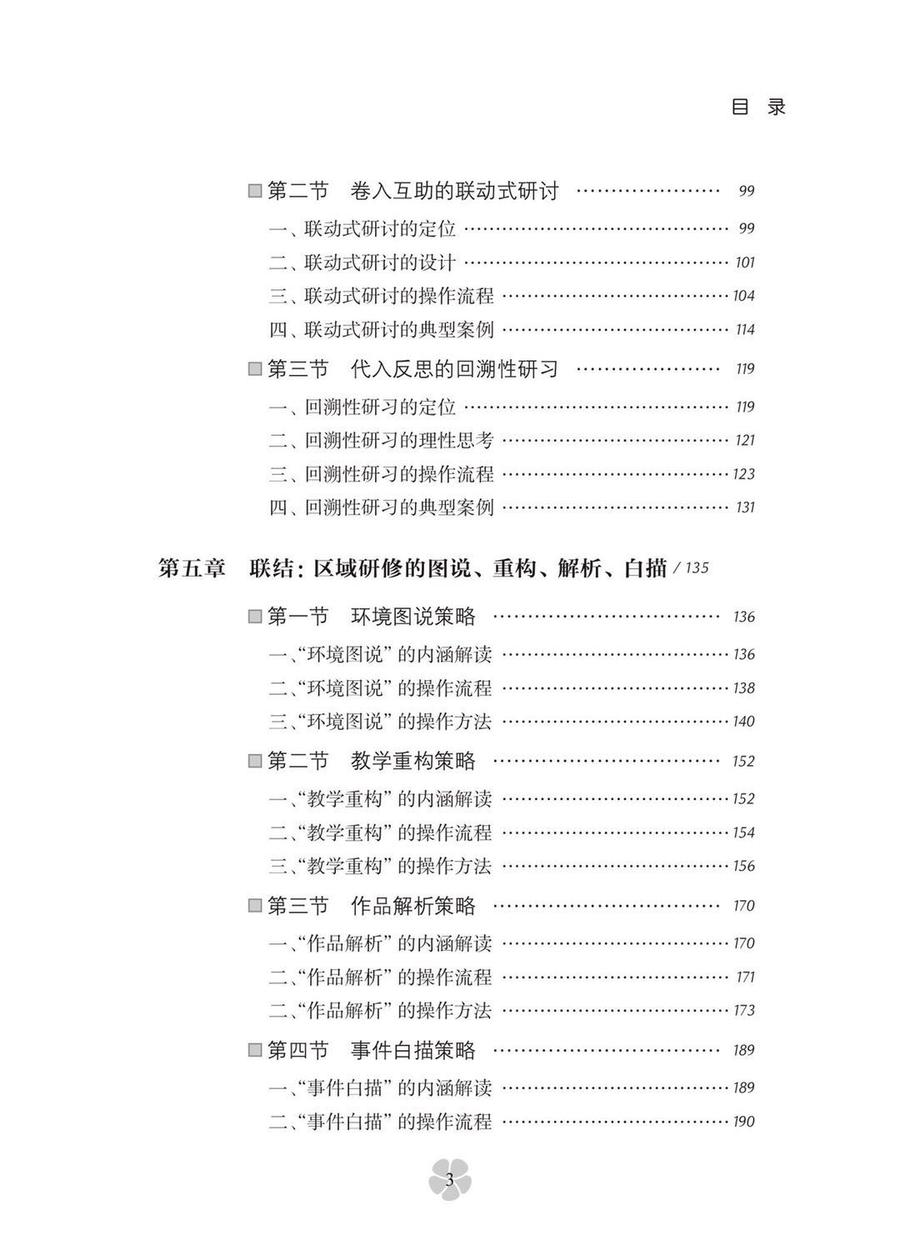 目 录
第二节 卷入互助的联动式研讨 …………………… 99
一、联动式研讨的定位 …………………………………… 99
二、联动式研讨的设计 …………………………………… 101
三、联动式研讨的操作流程 ……………………………… 104
四、联动式研讨的典型案例 ……………………………… 114
第三节 代入反思的回溯性研习 …………………… 119
一、回溯性研习的定位 …………………………………… 119
二、回溯性研习的理性思考 ……………………………… 121
三、回溯性研习的操作流程 ……………………………… 123
四、回溯性研习的典型案例 ……………………………… 131
第五章 联结：区域研修的图说、重构、解析、白描 / 135
第一节 环境图说策略 ……………………………… 136
一、“环境图说”的内涵解读 ……………………………… 136
二、“环境图说”的操作流程 ……………………………… 138
三、“环境图说”的操作方法 ……………………………… 140
第二节 教学重构策略 ……………………………… 152
一、“教学重构”的内涵解读 ……………………………… 152
二、“教学重构”的操作流程 ……………………………… 154
三、“教学重构”的操作方法 ……………………………… 156
第三节 作品解析策略 ……………………………… 170
一、“作品解析”的内涵解读 ……………………………… 170
二、“作品解析”的操作流程 ……………………………… 171
二、“作品解析”的操作方法 ……………………………… 173
第四节 事件白描策略 ……………………………… 189
一、“事件白描”的内涵解读 ……………………………… 189
二、“事件白描”的操作流程 ……………………………… 190
3